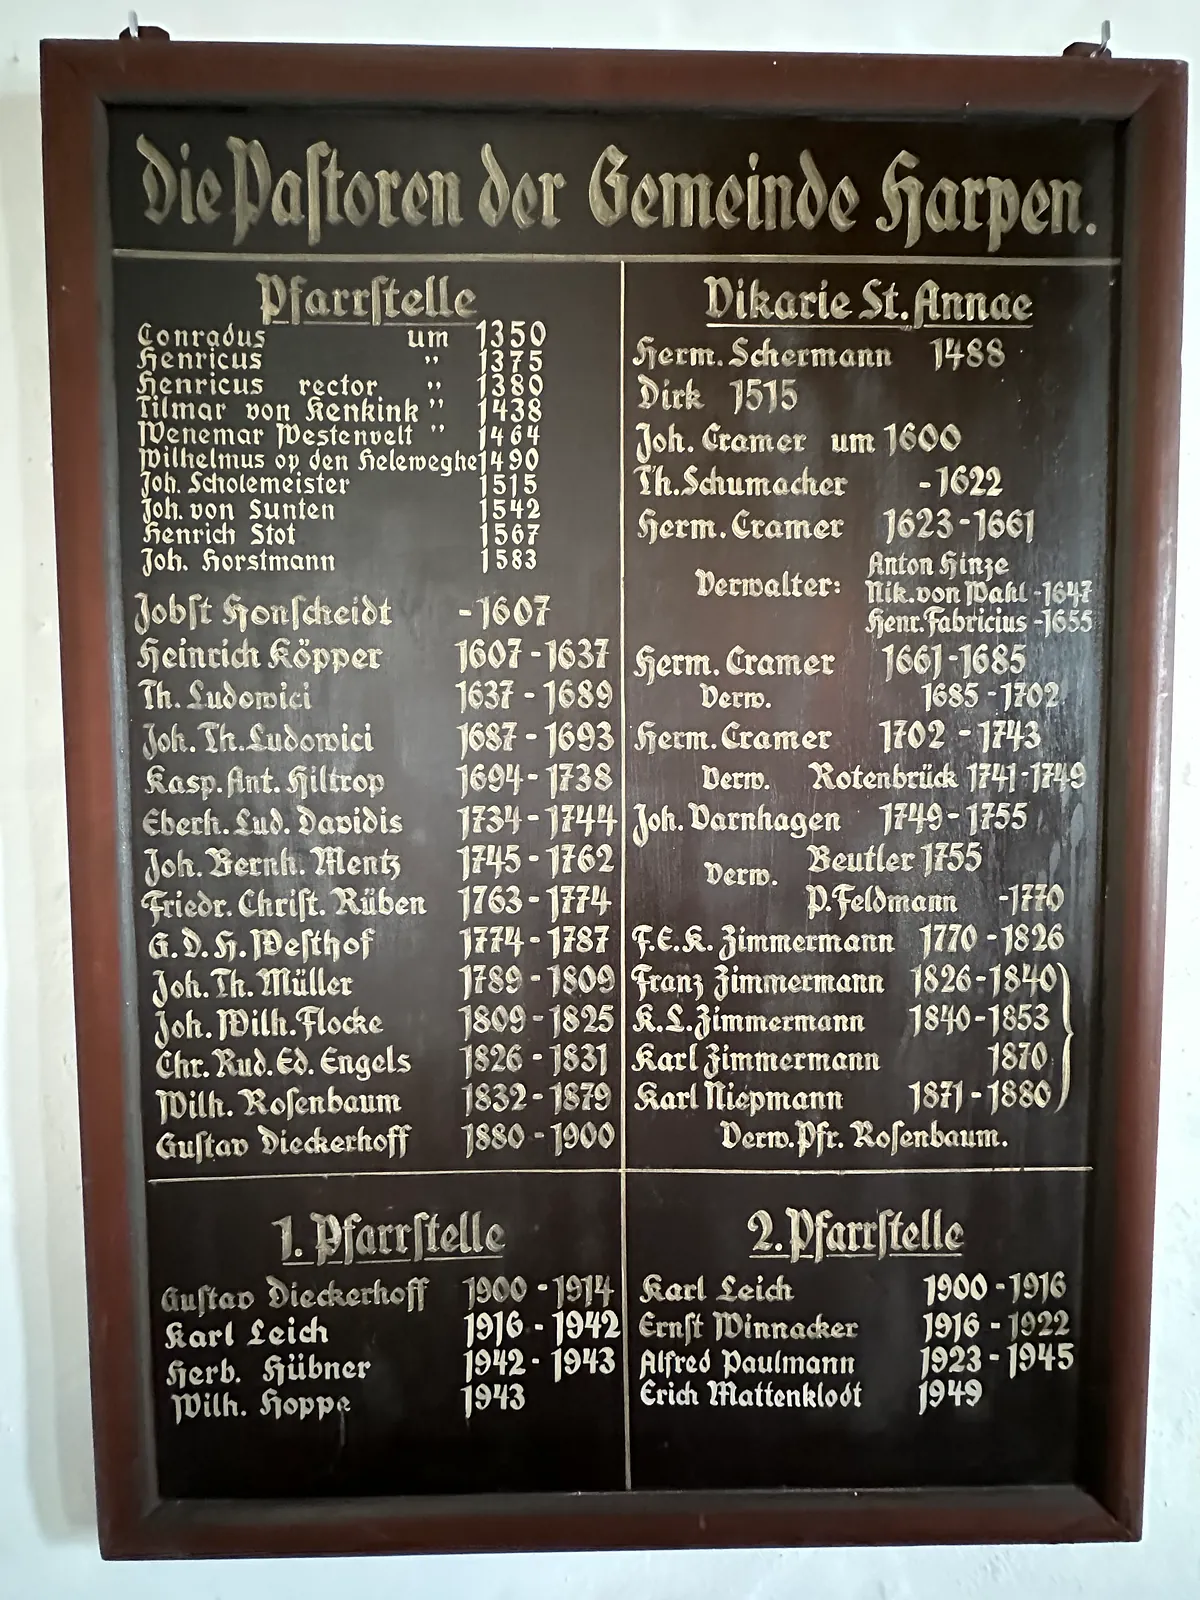 Die Pastoren der Gemeinde Harpen.
Pfarrstelle
Conradus um 1350
Henricus " 1375
Henricus rector " 1380
Tilmar von Kenkink " 1438
Wenemar Westenvelt " 1464
Wilhelmus op den Heleweghe 1490
Joh. Scholemeister 1515
Joh. von Sunten 1542
Henrich Stot 1567
Joh. Horstmann 1583
Jobst Honscheidt - 1607
Heinrich Köpper 1607 - 1637
Th. Ludowici 1637 - 1689
Joh. Th. Ludowici 1687 - 1693
Kasp. Ant. Hiltrop 1694 - 1738
Eberh. Lud. Davidis 1734 - 1744
Joh. Bernh. Mentz 1745 - 1762
Friedr. Christ. Rüben 1763 - 1774
G. D. H. Westhof 1774 - 1787
Joh. Th. Müller 1789 - 1809
Joh. Wilh. Flocke 1809 - 1825
Chr. Rud. Ed. Engels 1826 - 1831
Wilh. Rosenbaum 1832 - 1879
Gustav Dieckerhoff 1880 - 1900
Vikarie St. Annae
Herm. Schermann 1488
Dirk 1515
Joh. Cramer um 1600
Th. Schumacher - 1622
Herm. Cramer 1623 - 1661
Anton Hinze
Verwalter: Nik. von Wahl - 1647
Henr. Fabricius - 1655
Herm. Cramer 1661 - 1685
Verw. 1685 - 1702
Herm. Cramer 1702 - 1743
Verw. Rotenbrück 1741 - 1749
Joh. Varnhagen 1749 - 1755
Verw. Beutler 1755
P. Feldmann - 1770
F. E. K. Zimmermann 1770 - 1826
Franz Zimmermann 1826 - 1840
K. L. Zimmermann 1840 - 1853
Karl Zimmermann 1870
Karl Niepmann 1871 - 1880
Verw. Pfr. Rosenbaum.
1. Pfarrstelle
Gustav Dieckerhoff 1900 - 1914
Karl Leich 1916 - 1942
Herb. Hübner 1942 - 1943
Wilh. Hoppe 1943
2. Pfarrstelle
Karl Leich 1900 - 1916
Ernst Winnacker 1916 - 1922
Alfred Paulmann 1923 - 1945
Erich Mattenklodt 1949